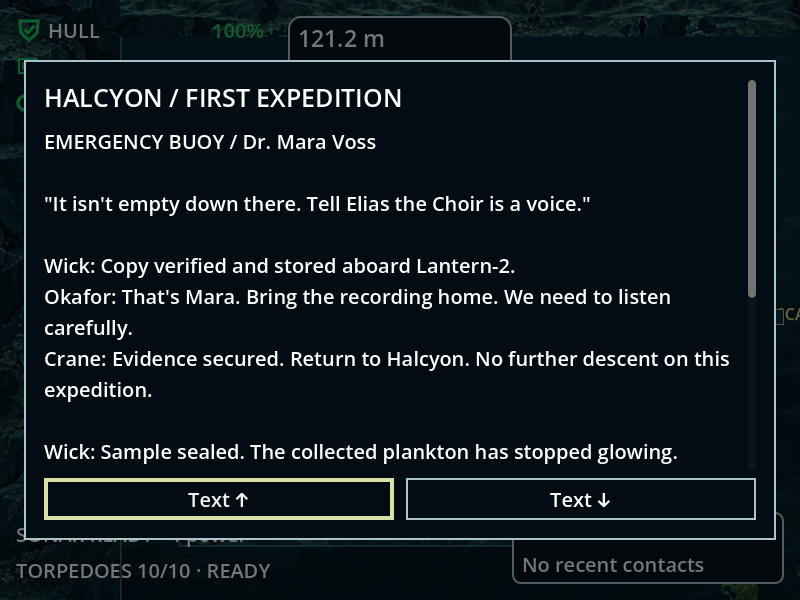 HULL 100%
121.2 m
HALCYON / FIRST EXPEDITION
EMERGENCY BUOY / Dr. Mara Voss
"It isn't empty down there. Tell Elias the Choir is a voice."
Wick: Copy verified and stored aboard Lantern-2.
Okafor: That's Mara. Bring the recording home. We need to listen
carefully.
Crane: Evidence secured. Return to Halcyon. No further descent on this
expedition.
Wick: Sample sealed. The collected plankton has stopped glowing.
Text ↑
Text ↓
No recent contacts
TORPEDOES 10/10 · READY